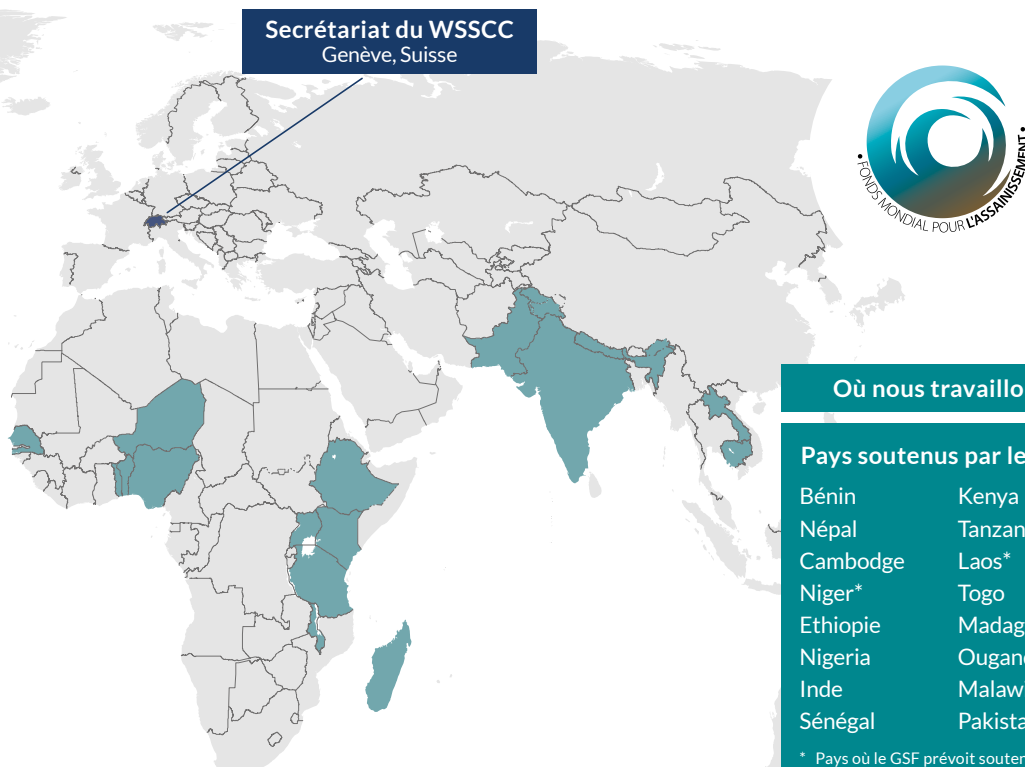 Secrétariat du WSSCC
Genève, Suisse
• FONDS MONDIAL POUR L'ASSAINISSEMENT •
Où nous travaillo
Pays soutenus par le
Bénin Kenya
Népal Tanzan
Cambodge Laos*
Niger* Togo
Ethiopie Madag
Nigeria Ougand
Inde Malaw
Sénégal Pakista
* Pays où le GSF prévoit souten